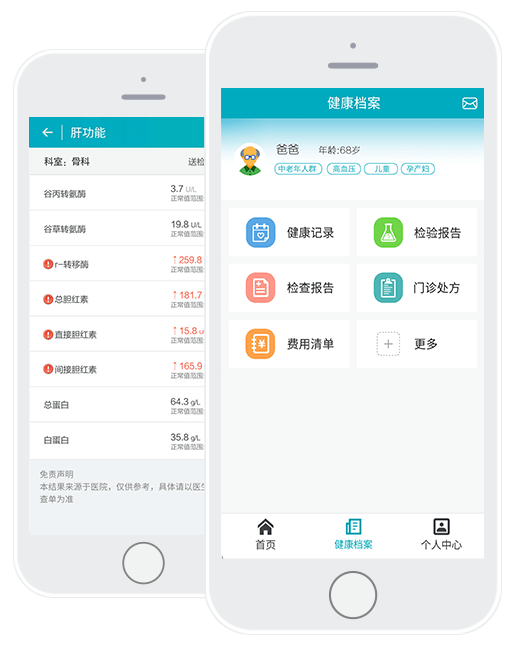 肝功能
科室：骨科 送检
谷丙转氨酶 3.7 U/L
正常值范围:
谷草转氨酶 19.8 U/L
正常值范围:
r-转移酶 ↑259.8
正常值范围:
总胆红素 ↑181.7
正常值范围:
直接胆红素 ↑15.8 u
正常值范围:
间接胆红素 ↑165.9
正常值范围:
总蛋白 64.3 g/L
正常值范围:
白蛋白 35.8 g/L
正常值范围:
免责声明
本结果来源于医院，仅供参考，具体请以医生
查单为准
健康档案
爸爸 年龄:68岁
中老年人群 高血压 儿童 孕产妇
健康记录 检验报告
检查报告 门诊处方
费用清单 更多
首页 健康档案 个人中心